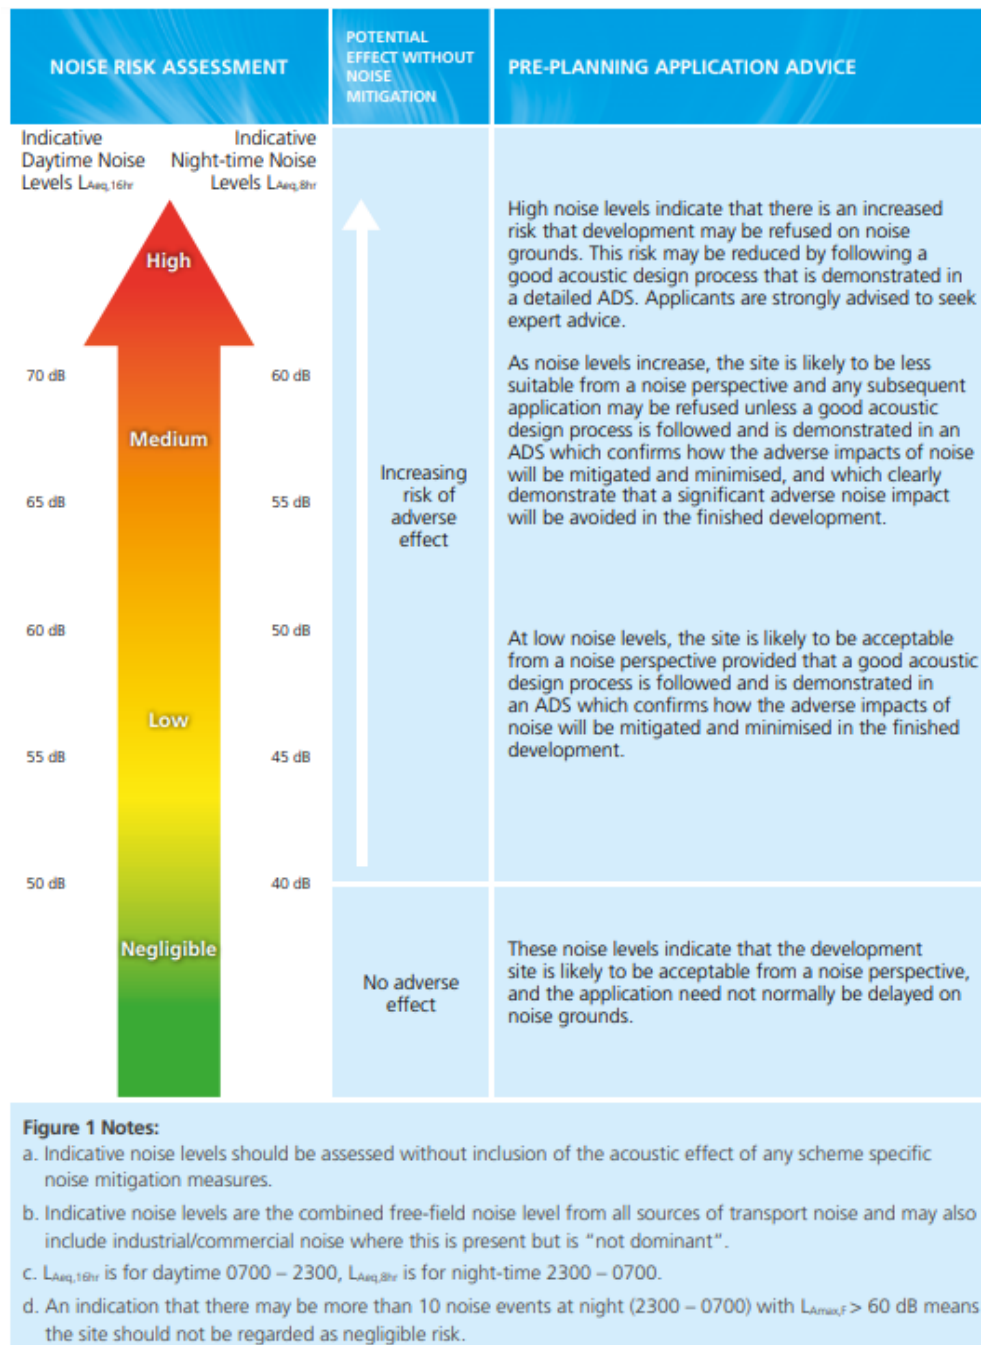 NOISE RISK ASSESSMENT
POTENTIAL
EFFECT WITHOUT
NOISE
MITIGATION
PRE-PLANNING APPLICATION ADVICE
Indicative
Daytime Noise
Levels LAeq,16hr
Indicative
Night-time Noise
Levels LAeq,8hr
High
70 dB
60 dB
Medium
65 dB
55 dB
60 dB
50 dB
Low
55 dB
45 dB
50 dB
40 dB
Negligible
Increasing
risk of
adverse
effect
No adverse
effect
High noise levels indicate that there is an increased
risk that development may be refused on noise
grounds. This risk may be reduced by following a
good acoustic design process that is demonstrated in
a detailed ADS. Applicants are strongly advised to seek
expert advice.
As noise levels increase, the site is likely to be less
suitable from a noise perspective and any subsequent
application may be refused unless a good acoustic
design process is followed and is demonstrated in an
ADS which confirms how the adverse impacts of noise
will be mitigated and minimised, and which clearly
demonstrate that a significant adverse noise impact
will be avoided in the finished development.
At low noise levels, the site is likely to be acceptable
from a noise perspective provided that a good acoustic
design process is followed and is demonstrated in
an ADS which confirms how the adverse impacts of
noise will be mitigated and minimised in the finished
development.
These noise levels indicate that the development
site is likely to be acceptable from a noise perspective,
and the application need not normally be delayed on
noise grounds.
Figure 1 Notes:
a. Indicative noise levels should be assessed without inclusion of the acoustic effect of any scheme specific
noise mitigation measures.
b. Indicative noise levels are the combined free-field noise level from all sources of transport noise and may also
include industrial/commercial noise where this is present but is "not dominant".
c. LAeq,16hr is for daytime 0700 – 2300, LAeq,8hr is for night-time 2300 – 0700.
d. An indication that there may be more than 10 noise events at night (2300 – 0700) with LAmax,F > 60 dB means
the site should not be regarded as negligible risk.